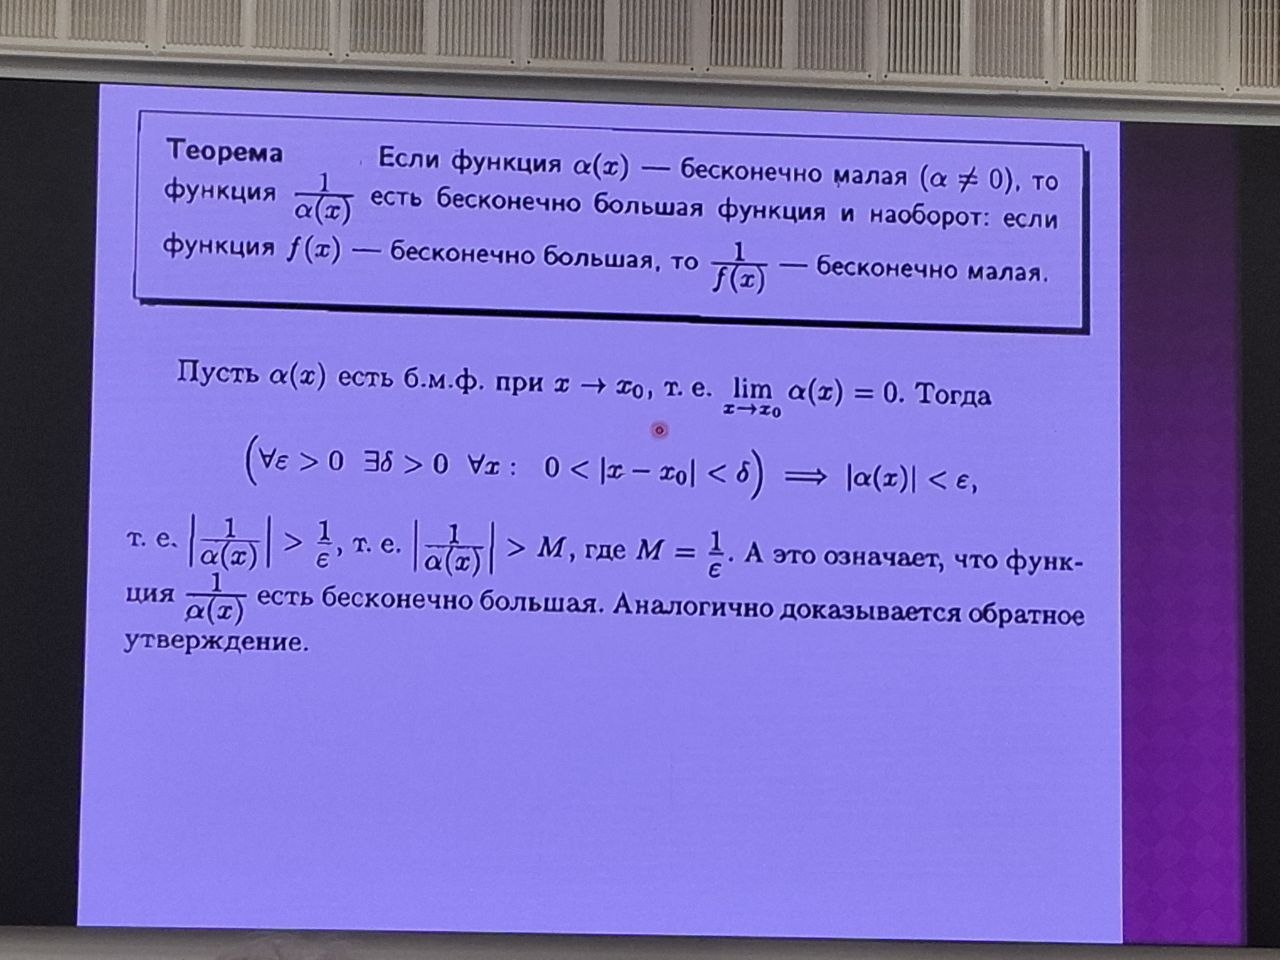 Теорема Если функция α(x) — бесконечно малая (α ≠ 0), то
функция 1/α(x) есть бесконечно большая функция и наоборот: если
функция f(x) — бесконечно большая, то 1/f(x) — бесконечно малая.
Пусть α(x) есть б.м.ф. при x → x₀, т. е. lim x→x₀ α(x) = 0. Тогда
(∀ε > 0 ∃δ > 0 ∀x : 0 < |x − x₀| < δ) ⟹ |α(x)| < ε,
т. е. |1/α(x)| > 1/ε, т. е. |1/α(x)| > M, где M = 1/ε. А это означает, что функ-
ция 1/α(x) есть бесконечно большая. Аналогично доказывается обратное
утверждение.